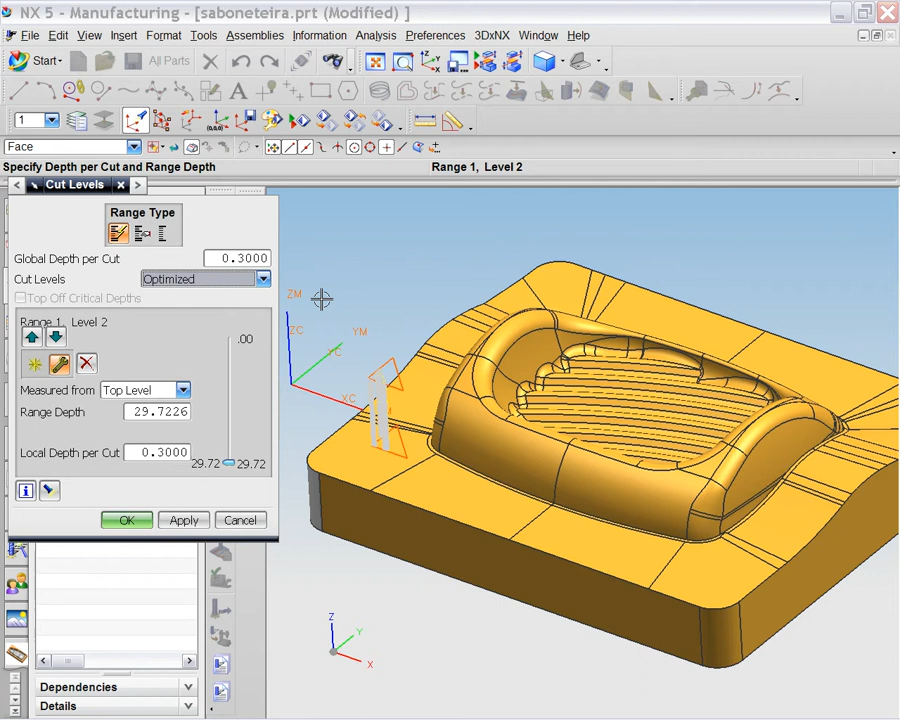 NX 5 - Manufacturing - [saboneteira.prt (Modified) ]
File Edit View Insert Format Tools Assemblies Information Analysis Preferences 3DxNX Window Help
Start All Parts
A
1 (0,0,0)
Face
Specify Depth per Cut and Range Depth Range 1, Level 2
Cut Levels
Range Type
Global Depth per Cut 0.3000
Cut Levels Optimized
Top Off Critical Depths
Range 1, Level 2
.00
Measured from Top Level
Range Depth 29.7226
Local Depth per Cut 0.3000
29.72 29.72
OK Apply Cancel
Dependencies
Details
ZM
ZC
YM
YC
XC
M
Z
Y
X